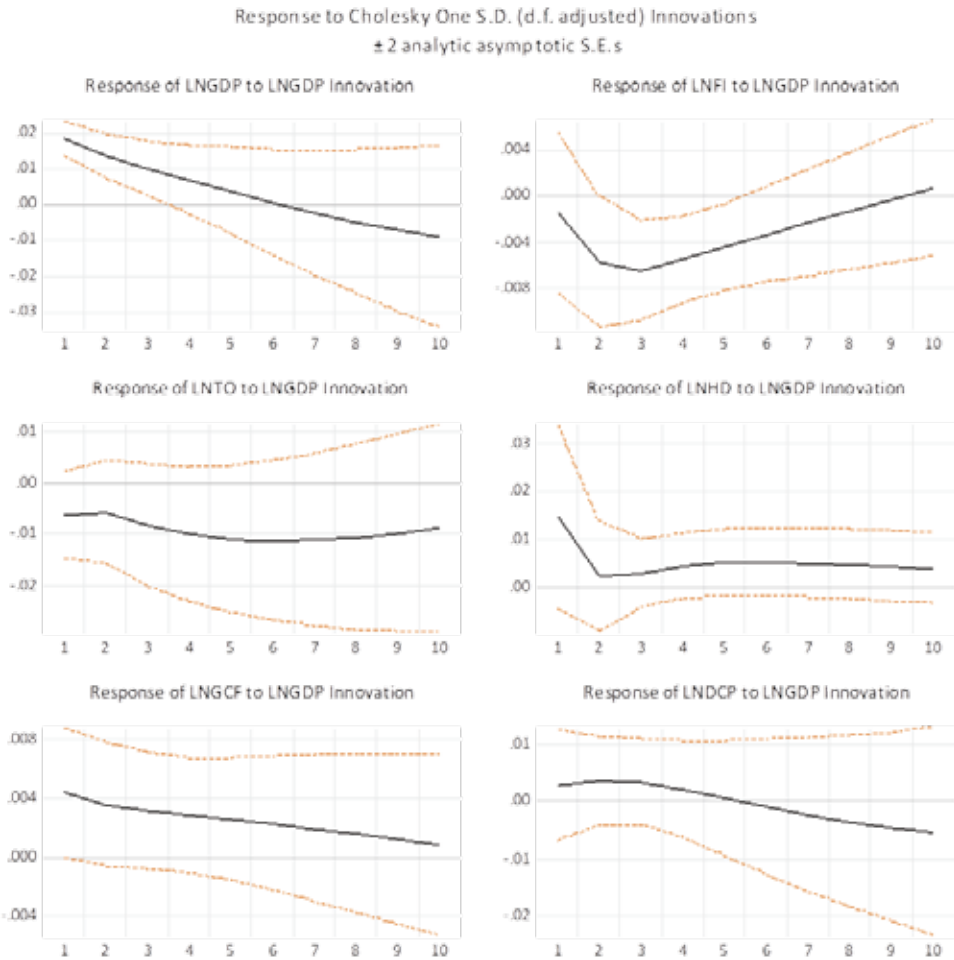 Response to Cholesky One S.D. (d.f. adjusted) Innovations
± 2 analytic asymptotic S.E.s
Response of LNGDP to LNGDP Innovation
.02
.01
.00
-.01
-.02
-.03
1 2 3 4 5 6 7 8 9 10
Response of LNFI to LNGDP Innovation
.004
.000
-.004
-.008
1 2 3 4 5 6 7 8 9 10
Response of LNTO to LNGDP Innovation
.01
.00
-.01
-.02
1 2 3 4 5 6 7 8 9 10
Response of LNHD to LNGDP Innovation
.03
.02
.01
.00
1 2 3 4 5 6 7 8 9 10
Response of LNGCF to LNGDP Innovation
.008
.004
.000
-.004
1 2 3 4 5 6 7 8 9 10
Response of LNDCP to LNGDP Innovation
.01
.00
-.01
-.02
1 2 3 4 5 6 7 8 9 10